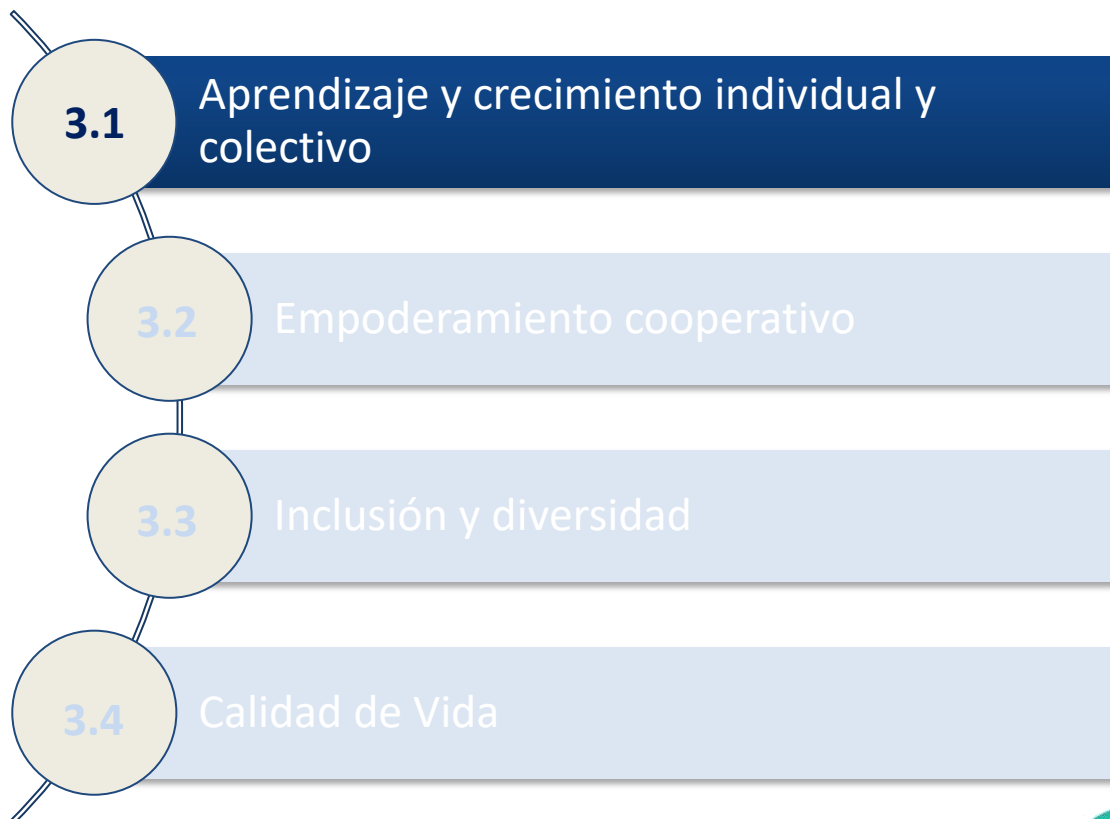 3.1
Aprendizaje y crecimiento individual y
colectivo
3.2
Empoderamiento cooperativo
3.3
Inclusión y diversidad
3.4
Calidad de Vida